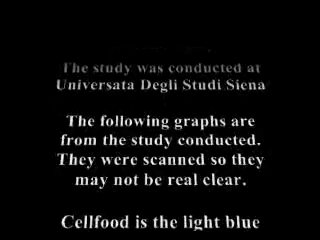 The study was conducted at
Universata Degli Studi Siena
The following graphs are
from the study conducted.
They were scanned so they
may not be real clear.
Cellfood is the light blue